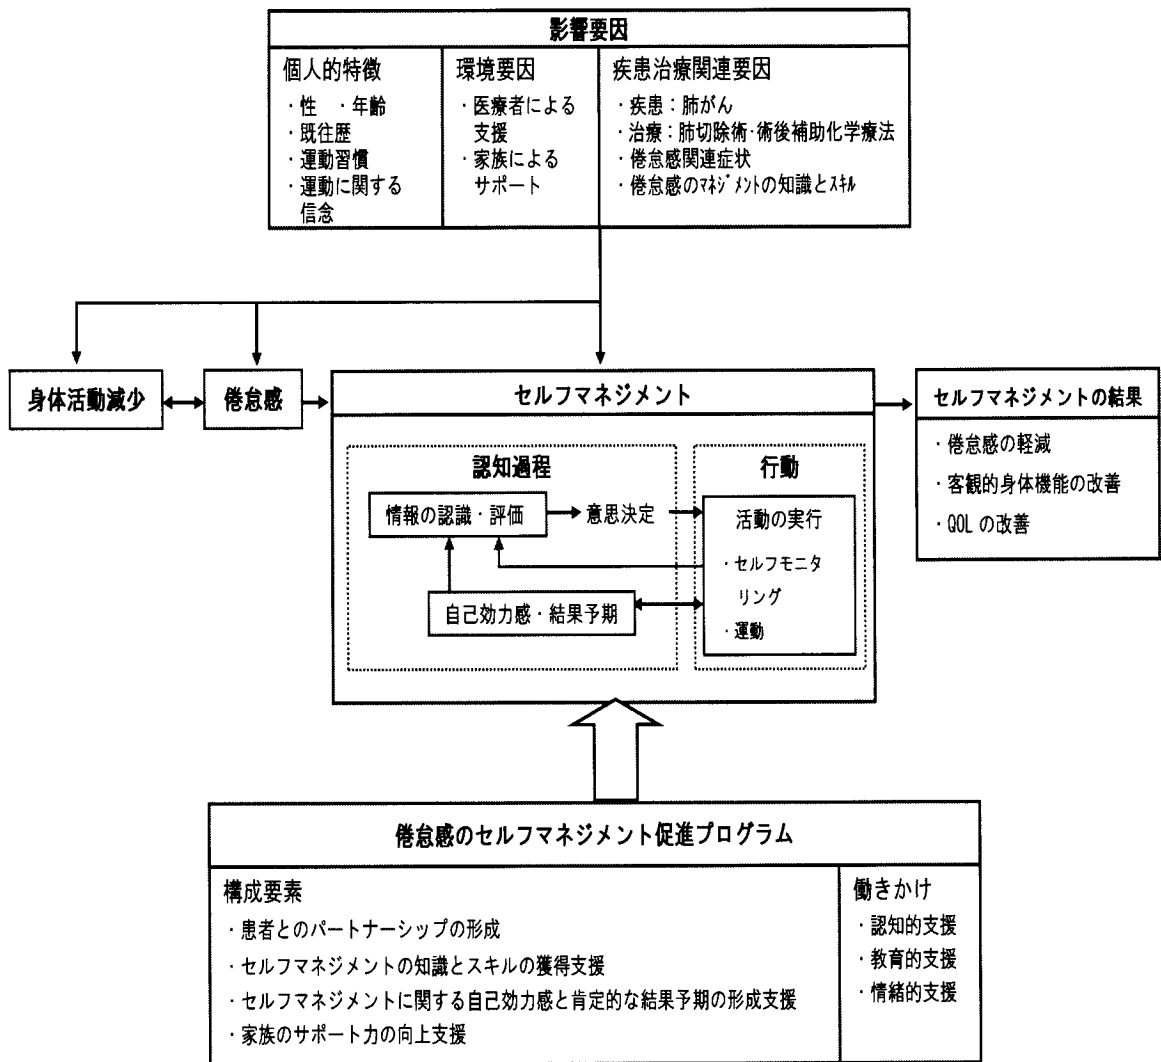 影響要因
個人的特徴
・性 ・年齢
・既往歴
・運動習慣
・運動に関する
信念
環境要因
・医療者による
支援
・家族による
サポート
疾患治療関連要因
・疾患:肺がん
・治療:肺切除術・術後補助化学療法
・倦怠感関連症状
・倦怠感のマネジメントの知識とスキル
身体活動減少
倦怠感
セルフマネジメント
認知過程
情報の認識・評価
意思決定
自己効力感・結果予期
行動
活動の実行
・セルフモニタ
リング
・運動
セルフマネジメントの結果
・倦怠感の軽減
・客観的身体機能の改善
・QOL の改善
倦怠感のセルフマネジメント促進プログラム
構成要素
・患者とのパートナーシップの形成
・セルフマネジメントの知識とスキルの獲得支援
・セルフマネジメントに関する自己効力感と肯定的な結果予期の形成支援
・家族のサポート力の向上支援
働きかけ
・認知的支援
・教育的支援
・情緒的支援